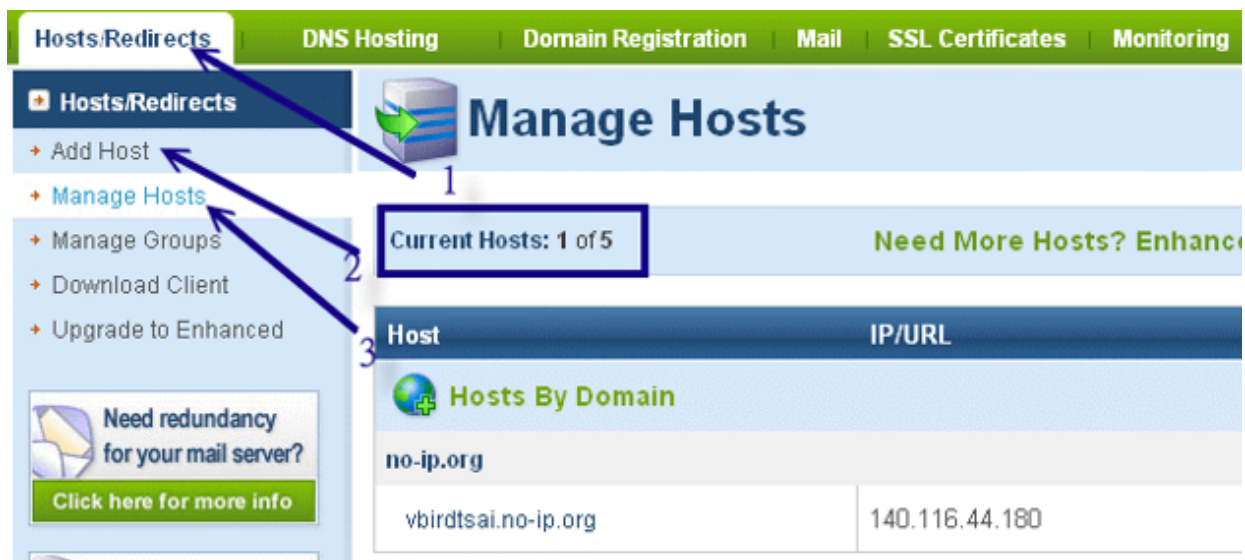 Hosts/Redirects DNS Hosting Domain Registration Mail SSL Certificates Monitoring
Hosts/Redirects
Add Host
Manage Hosts
Manage Groups
Download Client
Upgrade to Enhanced
Need redundancy
for your mail server?
Click here for more info
Manage Hosts
1
2
3
Current Hosts: 1 of 5 Need More Hosts? Enhance
Host IP/URL
Hosts By Domain
no-ip.org
vbirdtsai.no-ip.org 140.116.44.180